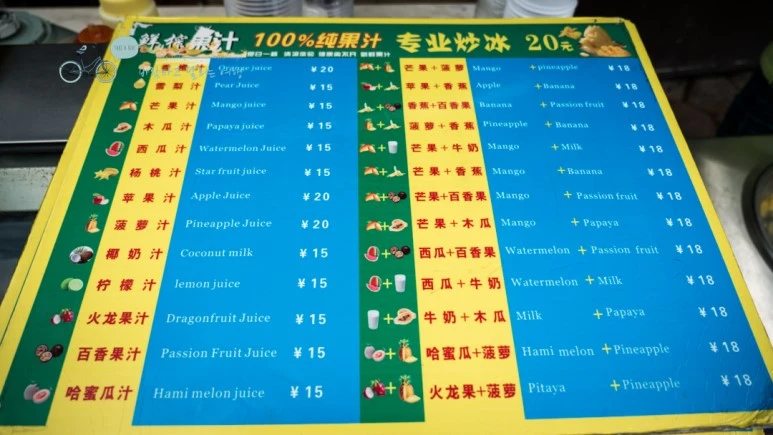 鲜榨果汁 100%纯果汁 专业炒冰 20元
果汁 Orange juice ¥20
雪梨汁 Pear Juice ¥15
芒果汁 Mango juice ¥15
木瓜汁 Papaya juice ¥15
西瓜汁 Watermelon Juice ¥15
杨桃汁 Star fruit juice ¥15
苹果汁 Apple Juice ¥20
菠萝汁 Pineapple Juice ¥20
椰奶汁 Coconut milk ¥15
柠檬汁 lemon juice ¥15
火龙果汁 Dragonfruit Juice ¥15
百香果汁 Passion Fruit Juice ¥15
哈蜜瓜汁 Hami melon juice ¥15
芒果+菠萝 Mango +pineapple ¥18
苹果+香蕉 Apple +Banana ¥18
香蕉+百香果 Banana +Passion fruit ¥18
菠萝+香蕉 Pineapple +Banana ¥18
芒果+牛奶 Mango +Milk ¥18
芒果+香蕉 Mango +Banana ¥18
芒果+百香果 Mango +Passion fruit ¥18
芒果+木瓜 Mango +Papaya ¥18
西瓜+百香果 Watermelon +Passion fruit ¥18
西瓜+牛奶 Watermelon +Milk ¥18
牛奶+木瓜 Milk +Papaya ¥18
哈蜜瓜+菠萝 Hami melon +Pineapple ¥18
火龙果+菠萝 Pitaya +Pineapple ¥18